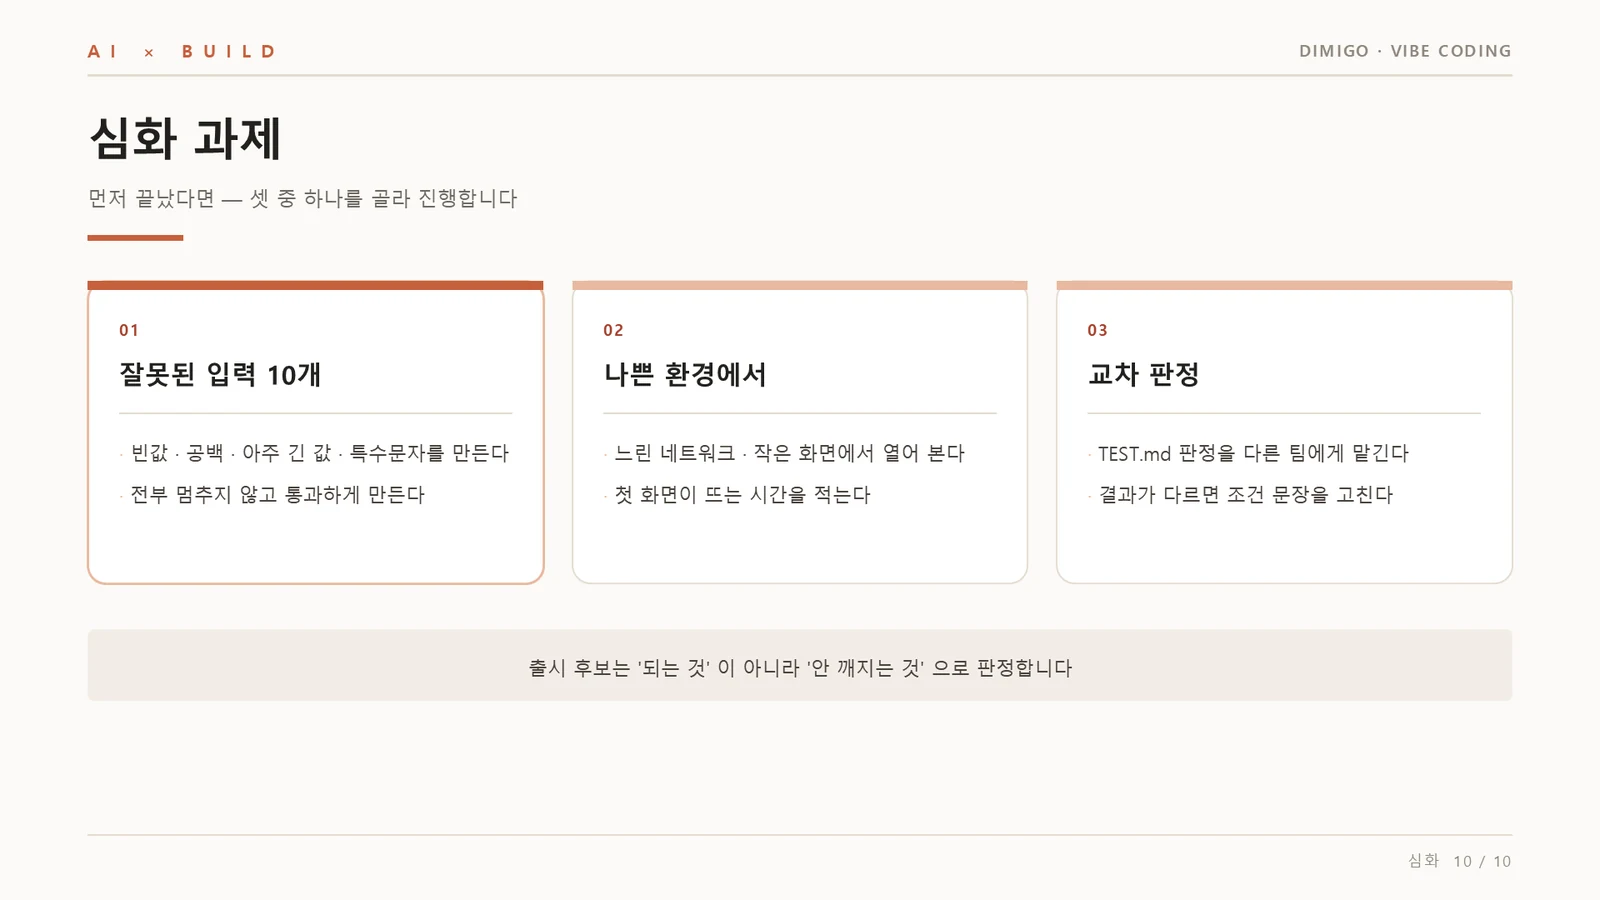 AI × BUILD
DIMIGO · VIBE CODING
심화 과제
먼저 끝났다면 — 셋 중 하나를 골라 진행합니다
01
잘못된 입력 10개
· 빈값 · 공백 · 아주 긴 값 · 특수문자를 만든다
· 전부 멈추지 않고 통과하게 만든다
02
나쁜 환경에서
· 느린 네트워크 · 작은 화면에서 열어 본다
· 첫 화면이 뜨는 시간을 적는다
03
교차 판정
· TEST.md 판정을 다른 팀에게 맡긴다
· 결과가 다르면 조건 문장을 고친다
출시 후보는 '되는 것' 이 아니라 '안 깨지는 것' 으로 판정합니다
심화 10 / 10